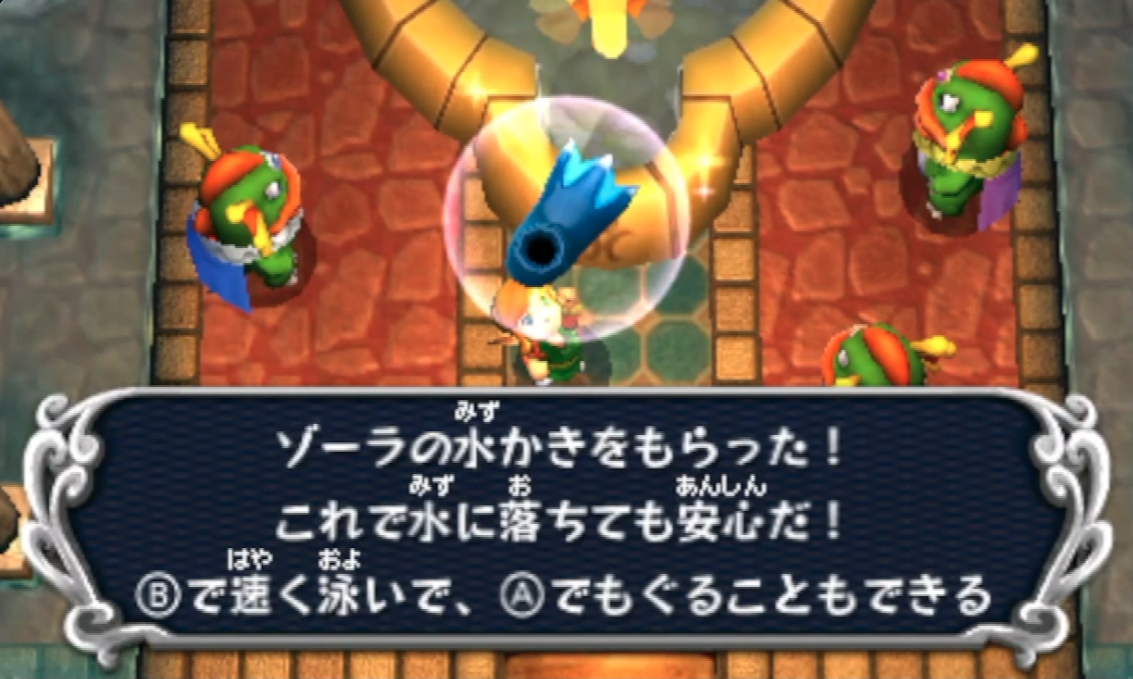 ゾーラの水かきをもらった！
これで水に落ちても安心だ！
Ⓑで速く泳いで、Ⓐでもぐることもできる